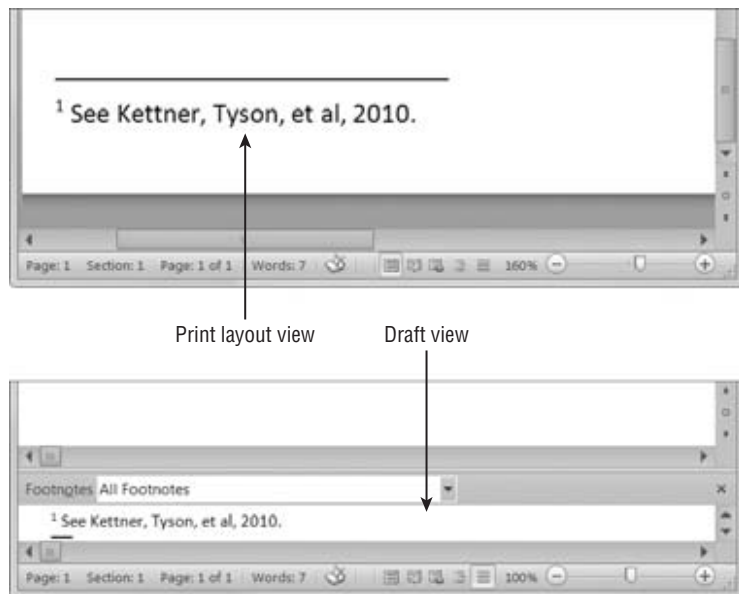 1 See Kettner, Tyson, et al, 2010.
Page: 1 Section: 1 Page: 1 of 1 Words: 7 160%
Print layout view Draft view
Footnotes All Footnotes
1 See Kettner, Tyson, et al, 2010.
Page: 1 Section: 1 Page: 1 of 1 Words: 7 100%